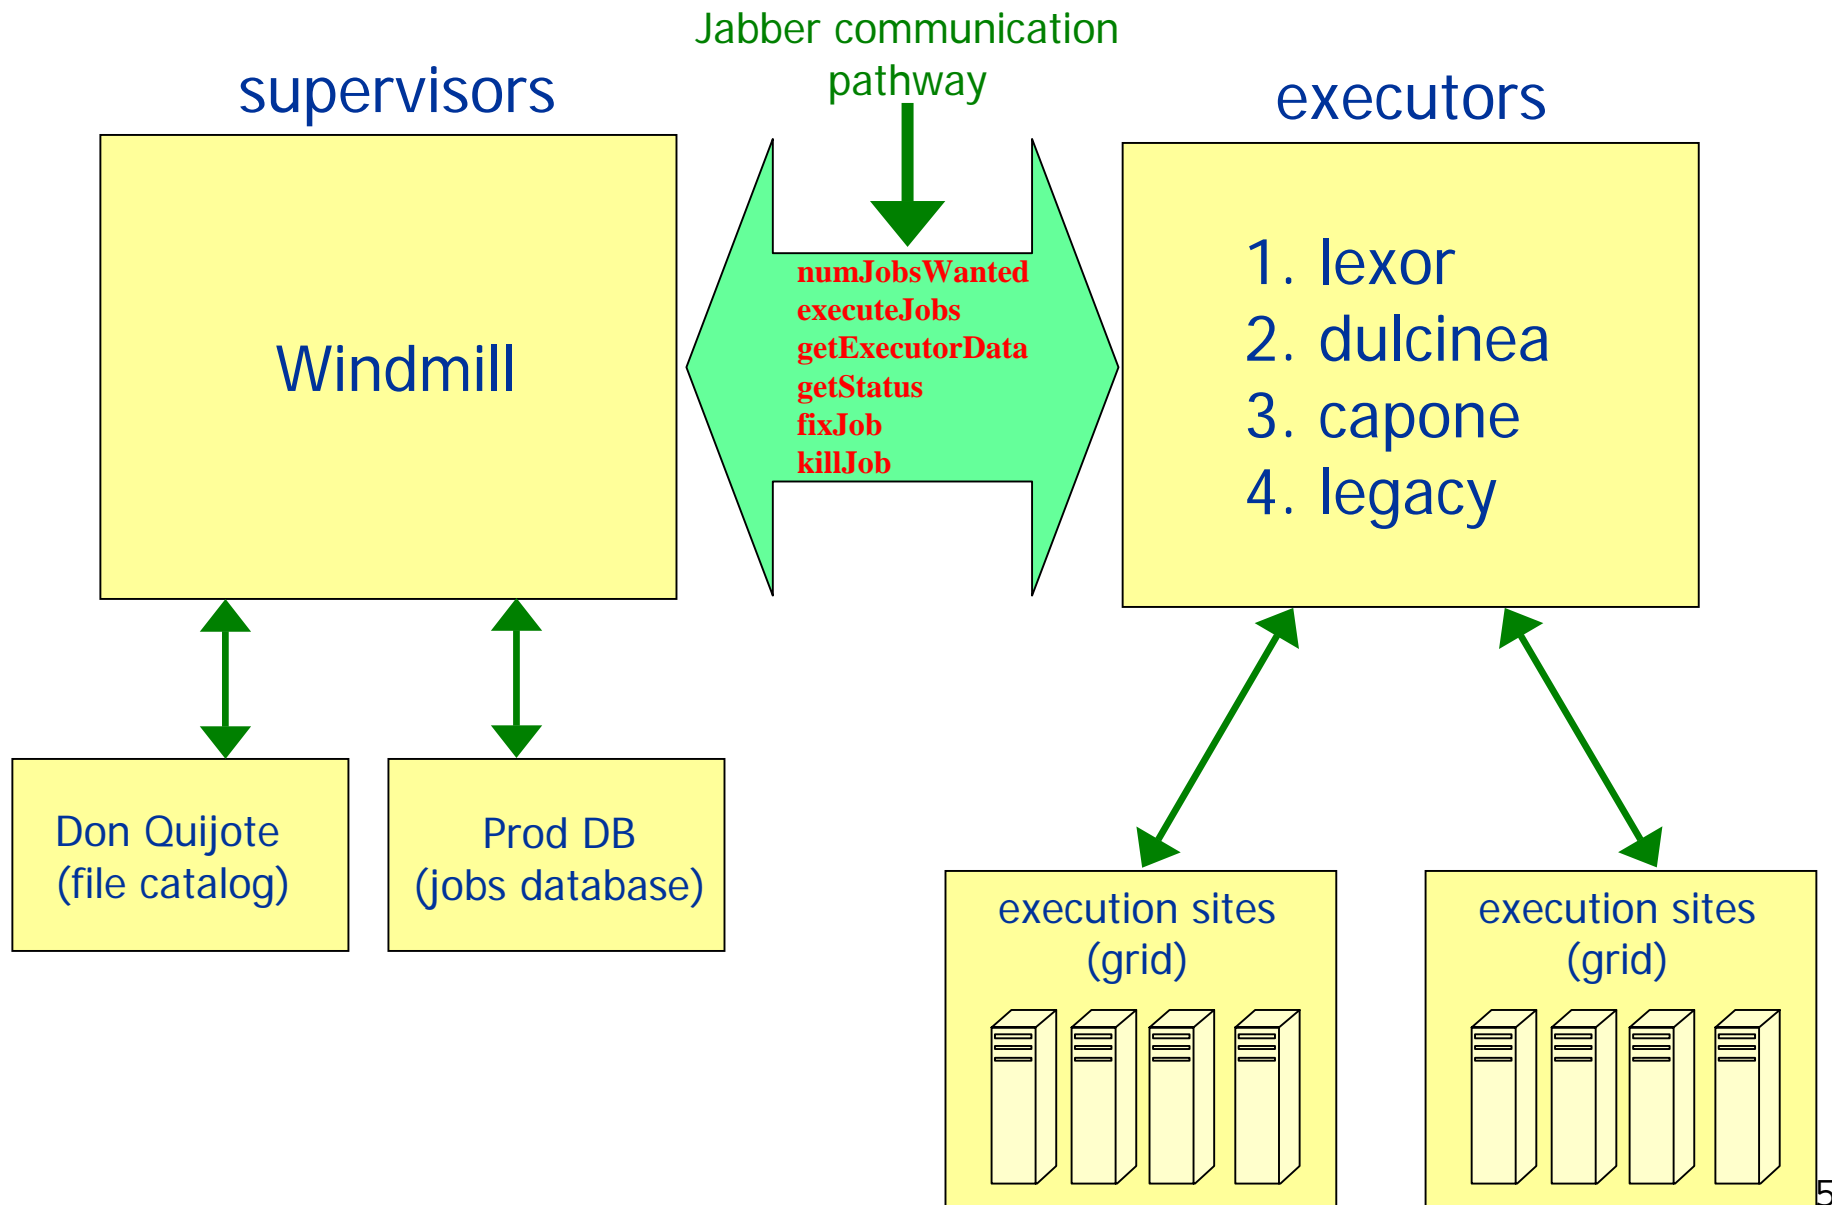 Jabber communication
pathway
supervisors
executors
Windmill
numJobsWanted
executeJobs
getExecutorData
getStatus
fixJob
killJob
1. lexor
2. dulcinea
3. capone
4. legacy
Don Quijote
(file catalog)
Prod DB
(jobs database)
execution sites
(grid)
execution sites
(grid)
5